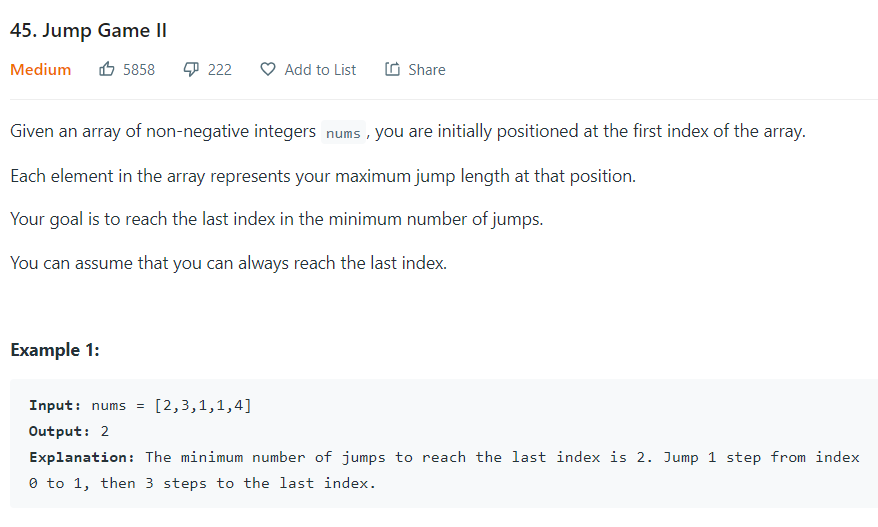 45. Jump Game II
Medium 5858 222 Add to List Share
Given an array of non-negative integers nums , you are initially positioned at the first index of the array.
Each element in the array represents your maximum jump length at that position.
Your goal is to reach the last index in the minimum number of jumps.
You can assume that you can always reach the last index.
Example 1:
Input: nums = [2,3,1,1,4]
Output: 2
Explanation: The minimum number of jumps to reach the last index is 2. Jump 1 step from index
0 to 1, then 3 steps to the last index.